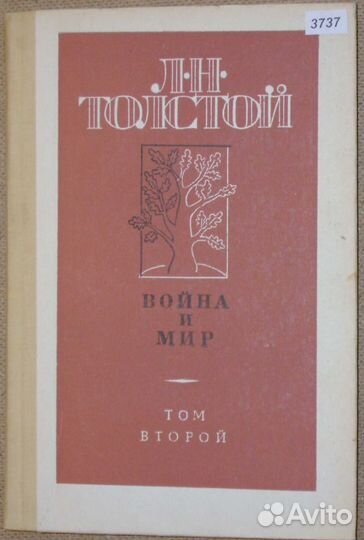 3737
Л·Н·
ТОЛСТОЙ
ВОЙНА
И
МИР
ТОМ
ВТОРОЙ
Avito